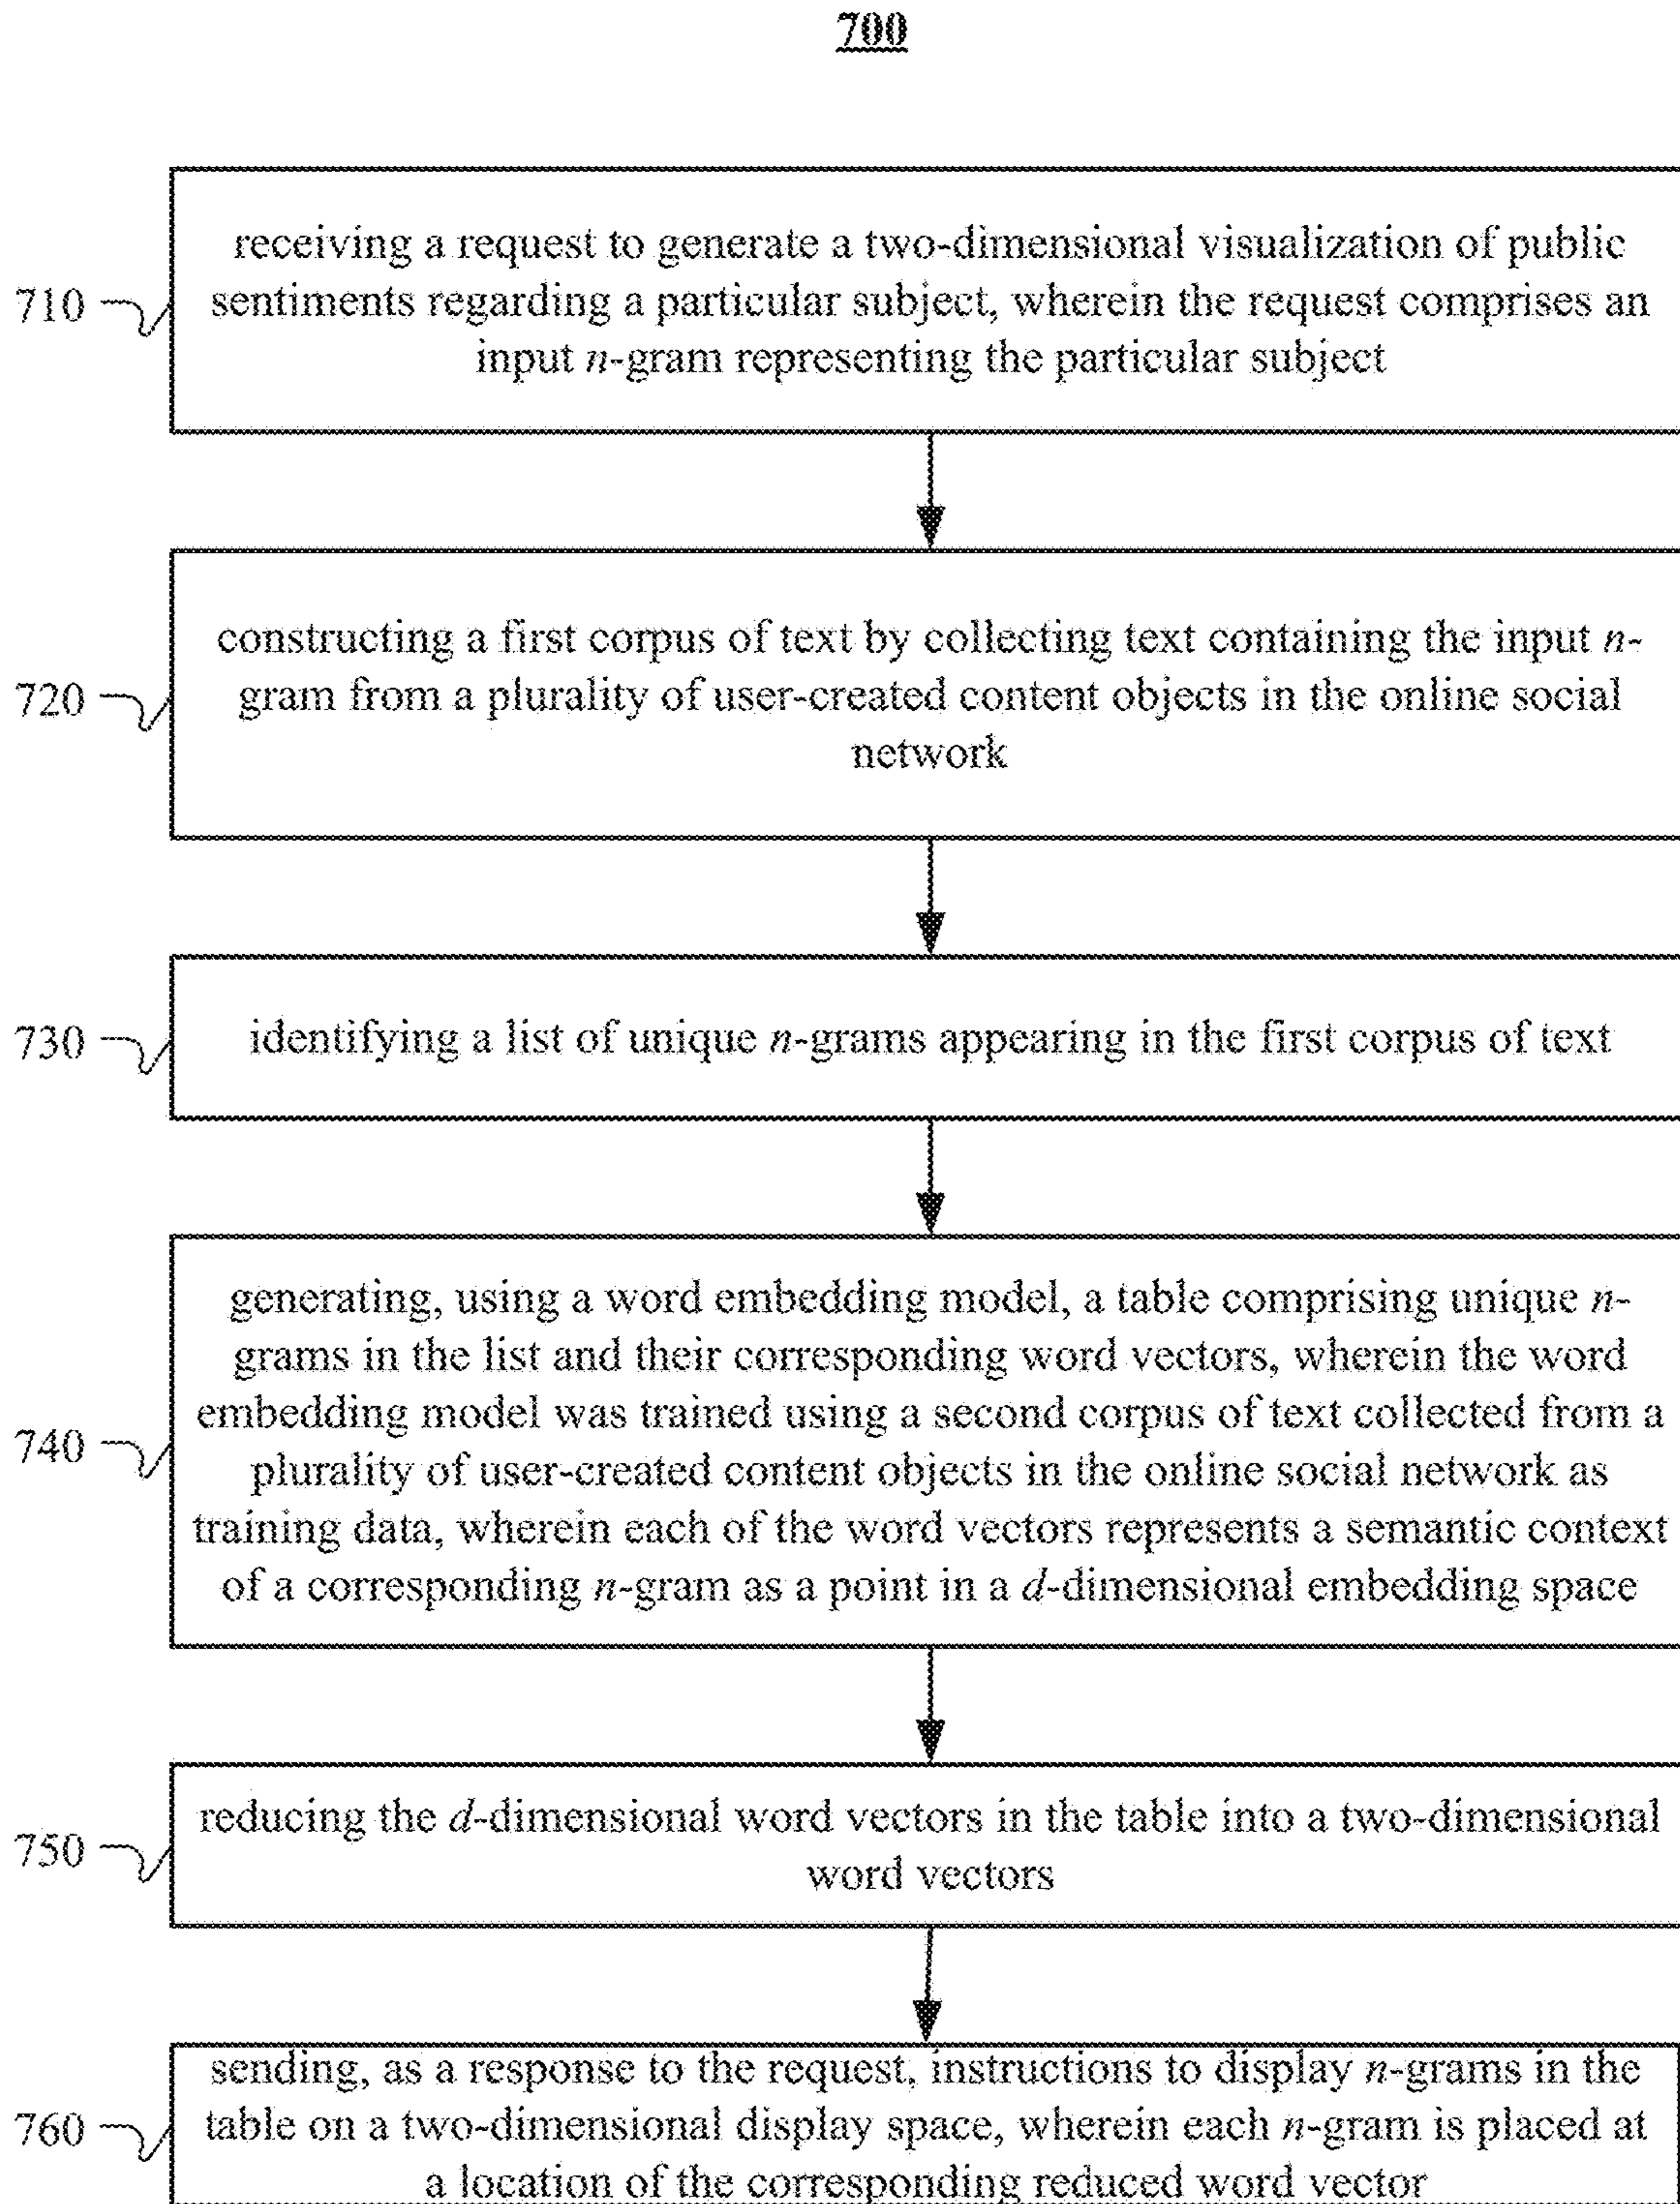 700
710
receiving a request to generate a two-dimensional visualization of public
sentiments regarding a particular subject, wherein the request comprises an
input n-gram representing the particular subject
720
constructing a first corpus of text by collecting text containing the input n-
gram from a plurality of user-created content objects in the online social
network
730
identifying a list of unique n-grams appearing in the first corpus of text
740
generating, using a word embedding model, a table comprising unique n-
grams in the list and their corresponding word vectors, wherein the word
embedding model was trained using a second corpus of text collected from a
plurality of user-created content objects in the online social network as
training data, wherein each of the word vectors represents a semantic context
of a corresponding n-gram as a point in a d-dimensional embedding space
750
reducing the d-dimensional word vectors in the table into a two-dimensional
word vectors
760
sending, as a response to the request, instructions to display n-grams in the
table on a two-dimensional display space, wherein each n-gram is placed at
a location of the corresponding reduced word vector